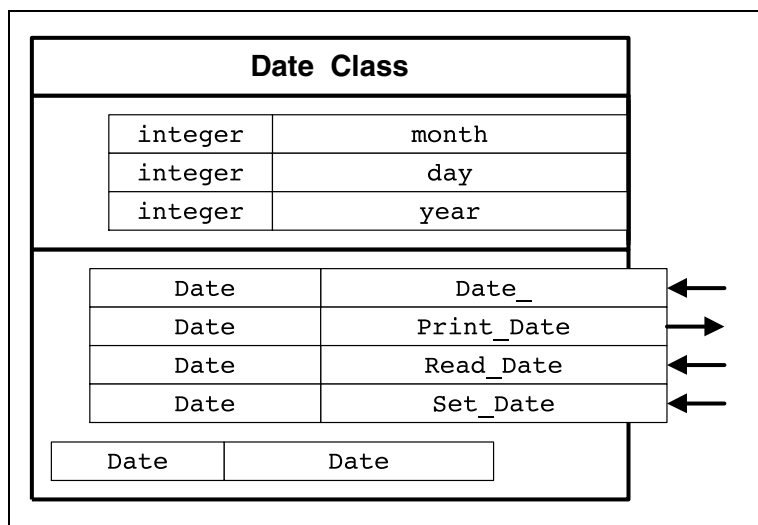 Date Class
integer month
integer day
integer year
Date Date_
Date Print_Date
Date Read_Date
Date Set_Date
Date Date